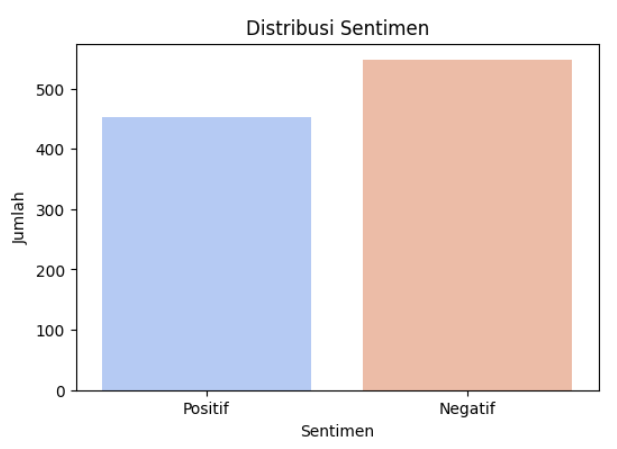 Distribusi Sentimen
Jumlah
500
400
300
200
100
0
Positif
Negatif
Sentimen